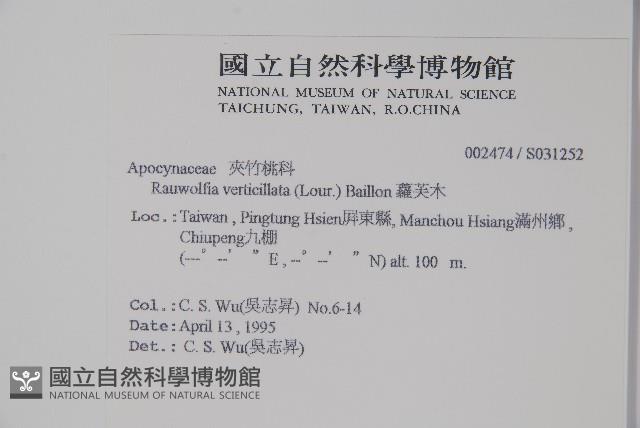 國立自然科學博物館
NATIONAL MUSEUM OF NATURAL SCIENCE
TAICHUNG, TAIWAN, R.O.CHINA
002474 / S031252
Apocynaceae 夾竹桃科
Rauwolfia verticillata (Lour.) Baillon 蘿芙木
Loc.:Taiwan , Pingtung Hsien屏東縣, Manchou Hsiang滿州鄉 ,
Chiupeng九棚
(---° --' " E , --° --' " N) alt. 100 m.
Col.: C. S. Wu(吳志昇) No.6-14
Date: April 13 , 1995
Det.: C. S. Wu(吳志昇)
國立自然科學博物館
NATIONAL MUSEUM OF NATURAL SCIENCE